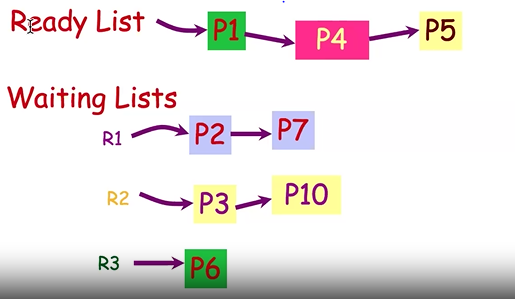 Ready List P1 P4 P5
Waiting Lists
R1 P2 P7
R2 P3 P10
R3 P6